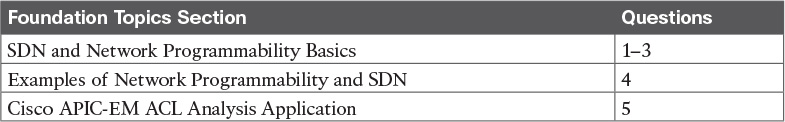 Foundation Topics Section Questions
SDN and Network Programmability Basics 1–3
Examples of Network Programmability and SDN 4
Cisco APIC-EM ACL Analysis Application 5